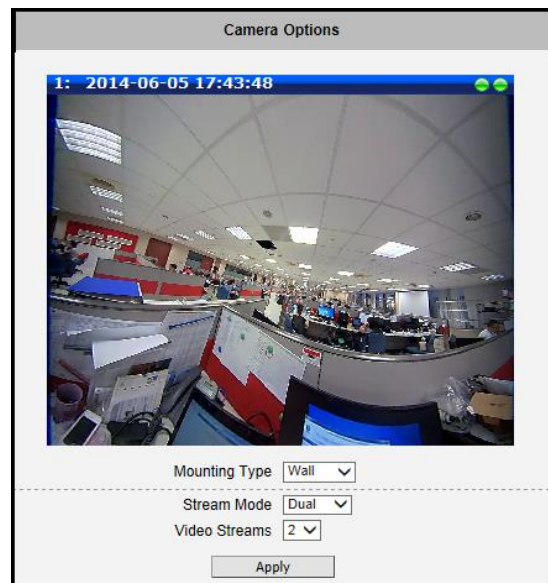 Camera Options
1: 2014-06-05 17:43:48
Mounting Type Wall
Stream Mode Dual
Video Streams 2
Apply